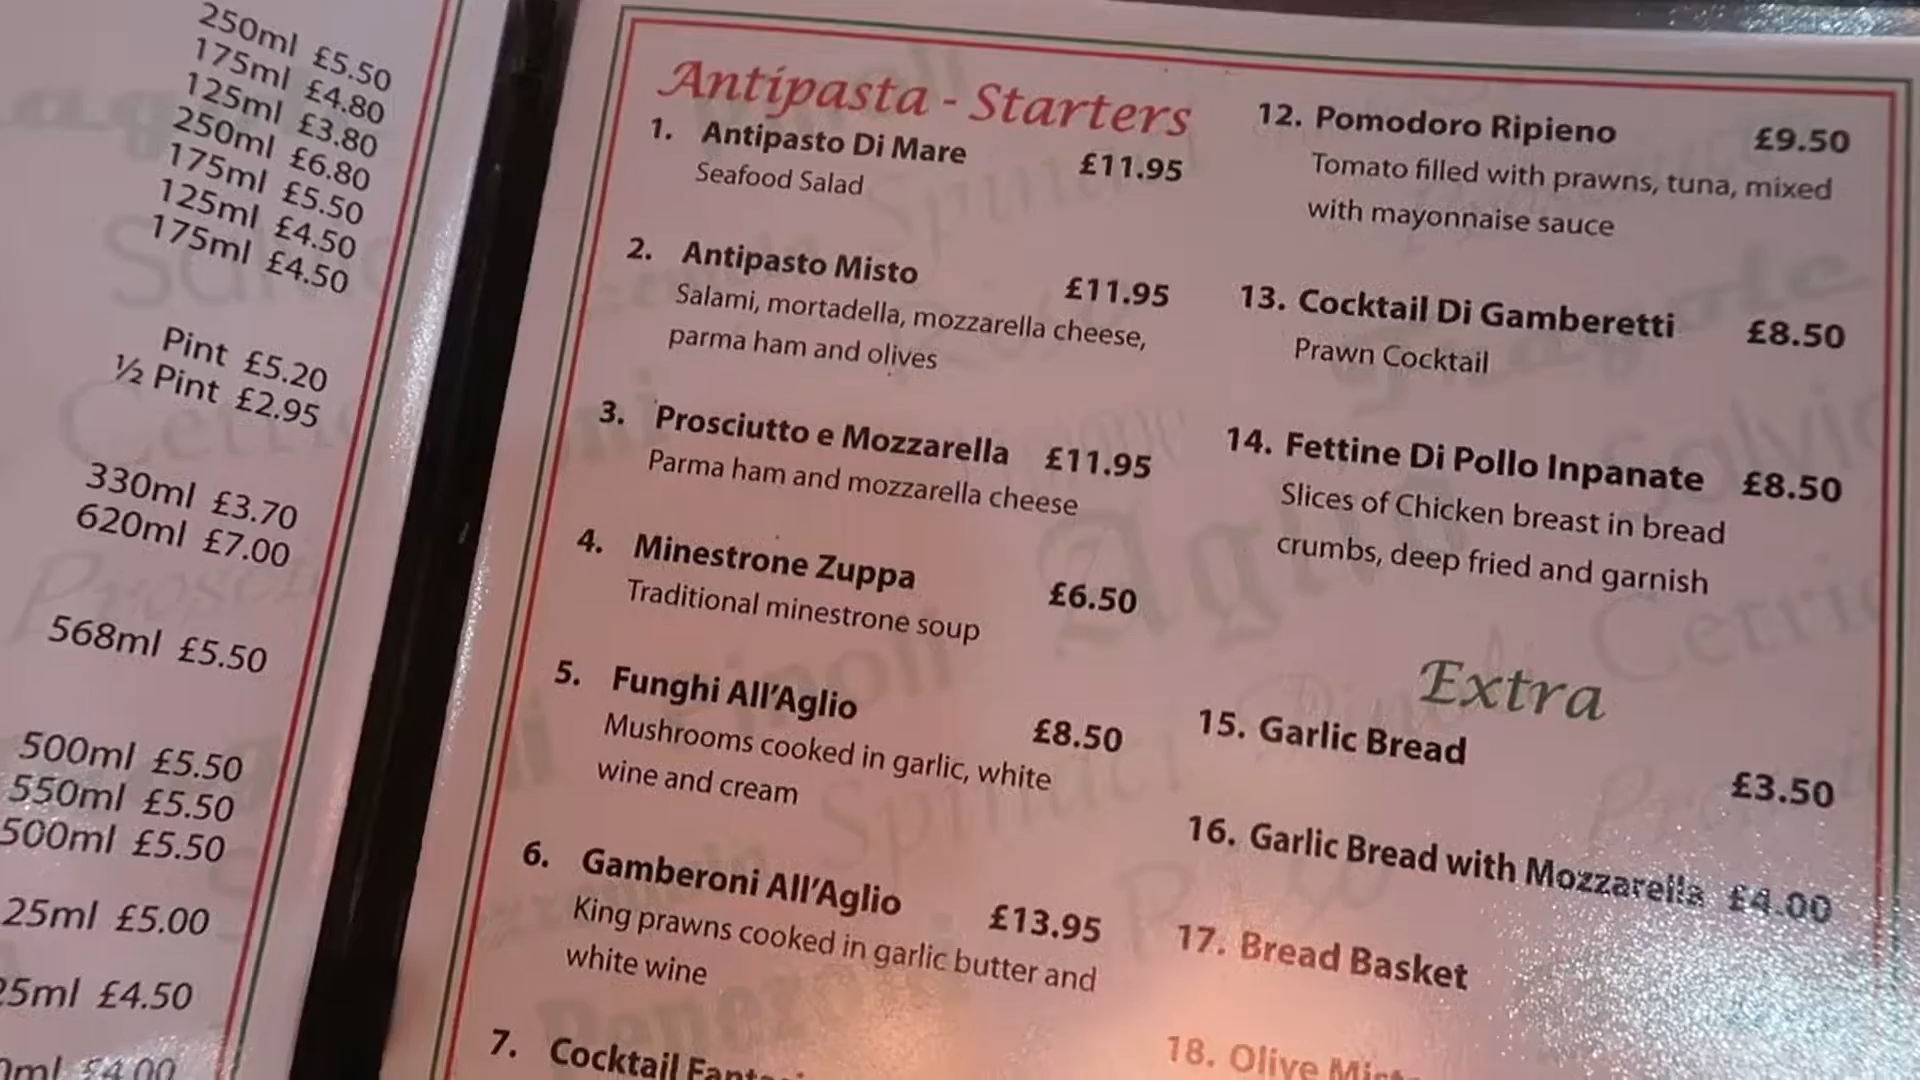 250ml £5.50
175ml £4.80
125ml £3.80
250ml £6.80
175ml £5.50
125ml £4.50
175ml £4.50
Pint £5.20
½ Pint £2.95
330ml £3.70
620ml £7.00
568ml £5.50
500ml £5.50
550ml £5.50
500ml £5.50
25ml £5.00
25ml £4.50
£4.00
Antipasta - Starters
1. Antipasto Di Mare £11.95
Seafood Salad
2. Antipasto Misto £11.95
Salami, mortadella, mozzarella cheese,
parma ham and olives
3. Prosciutto e Mozzarella £11.95
Parma ham and mozzarella cheese
4. Minestrone Zuppa £6.50
Traditional minestrone soup
5. Funghi All'Aglio £8.50
Mushrooms cooked in garlic, white
wine and cream
6. Gamberoni All'Aglio £13.95
King prawns cooked in garlic butter and
white wine
7. Cocktail
12. Pomodoro Ripieno £9.50
Tomato filled with prawns, tuna, mixed
with mayonnaise sauce
13. Cocktail Di Gamberetti £8.50
Prawn Cocktail
14. Fettine Di Pollo Inpanate £8.50
Slices of Chicken breast in bread
crumbs, deep fried and garnish
Extra
15. Garlic Bread £3.50
16. Garlic Bread with Mozzarella £4.00
17. Bread Basket
18. Olive